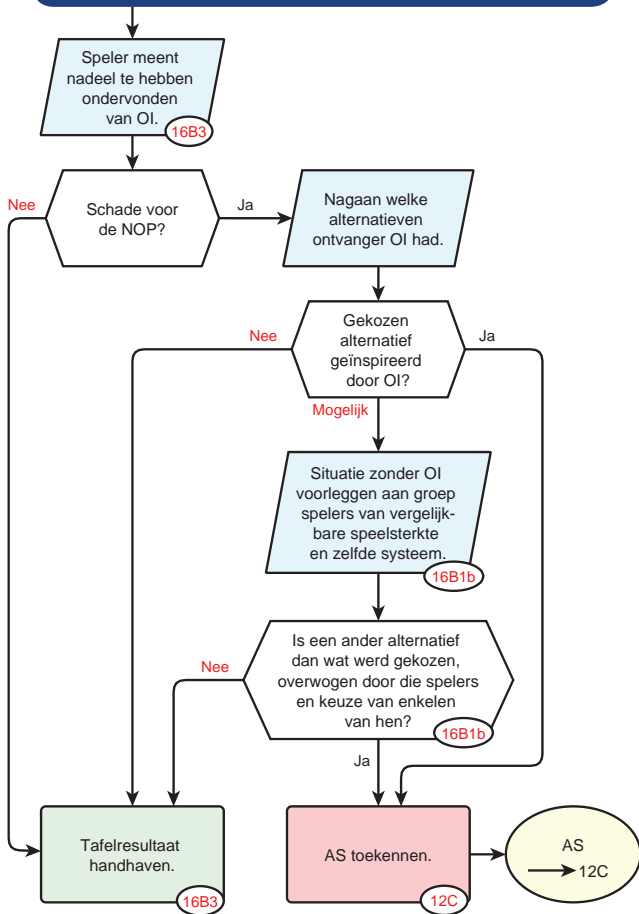 Speler meent
nadeel te hebben
ondervonden
van OI.
16B3
Nee
Schade voor
de NOP?
Ja
Nagaan welke
alternatieven
ontvanger OI had.
Nee
Gekozen
alternatief
geïnspireerd
door OI?
Ja
Mogelijk
Situatie zonder OI
voorleggen aan groep
spelers van vergelijk-
bare speelsterkte
en zelfde systeem.
16B1b
Nee
Is een ander alternatief
dan wat werd gekozen,
overwogen door die spelers
en keuze van enkelen
van hen?
16B1b
Ja
Tafelresultaat
handhaven.
16B3
AS toekennen.
12C
AS
12C